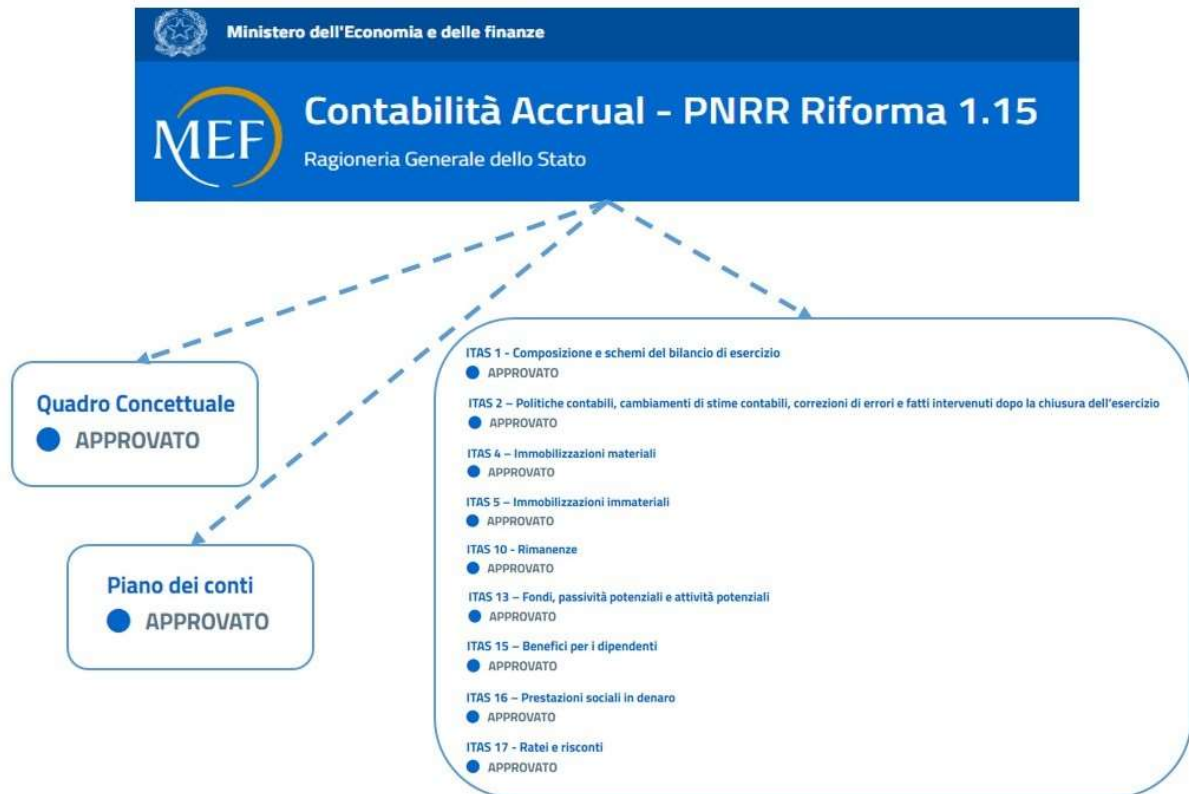 Ministero dell'Economia e delle finanze
MEF
Contabilità Accrual - PNRR Riforma 1.15
Ragioneria Generale dello Stato
Quadro Concettuale
APPROVATO
Piano dei conti
APPROVATO
ITAS 1 - Composizione e schemi del bilancio di esercizio
APPROVATO
ITAS 2 – Politiche contabili, cambiamenti di stime contabili, correzioni di errori e fatti intervenuti dopo la chiusura dell'esercizio
APPROVATO
ITAS 4 – Immobilizzazioni materiali
APPROVATO
ITAS 5 – Immobilizzazioni immateriali
APPROVATO
ITAS 10 - Rimanenze
APPROVATO
ITAS 13 – Fondi, passività potenziali e attività potenziali
APPROVATO
ITAS 15 – Benefici per i dipendenti
APPROVATO
ITAS 16 – Prestazioni sociali in denaro
APPROVATO
ITAS 17 - Ratei e risconti
APPROVATO